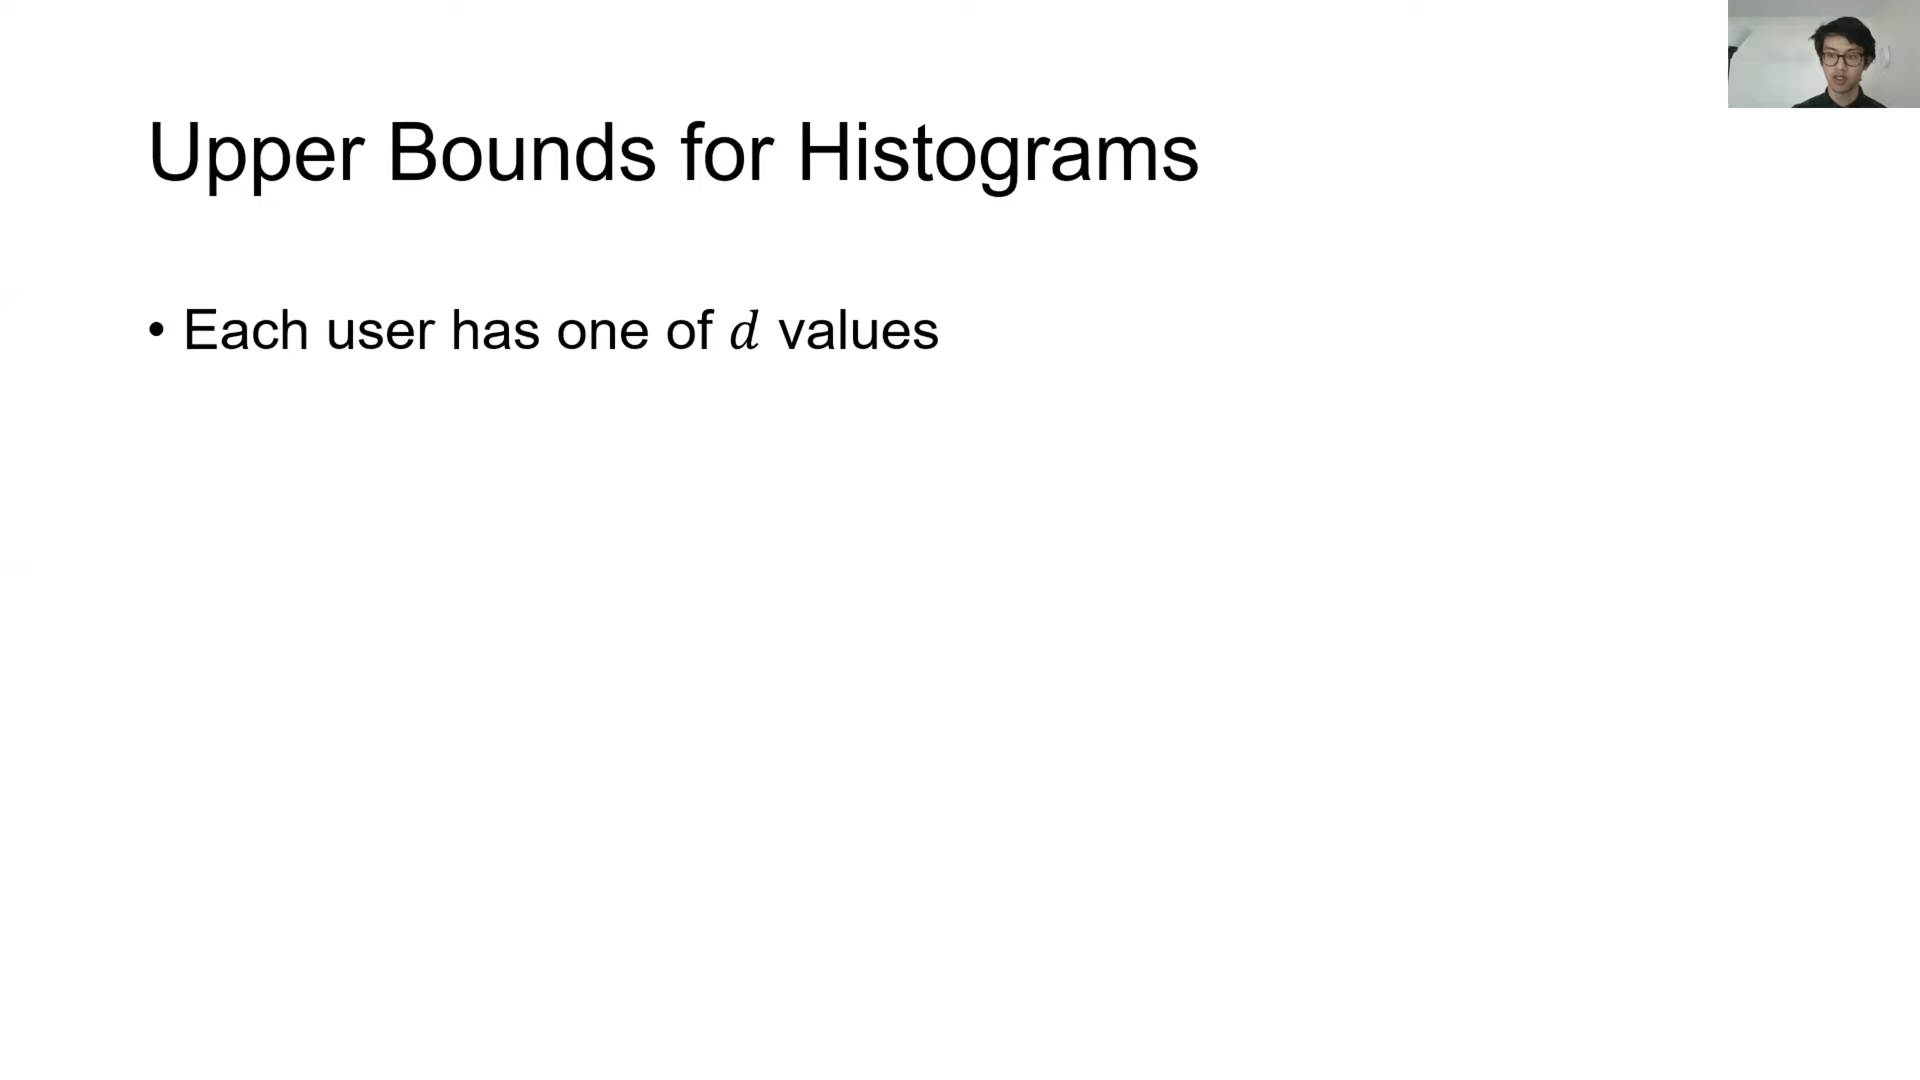 Upper Bounds for Histograms
• Each user has one of d values